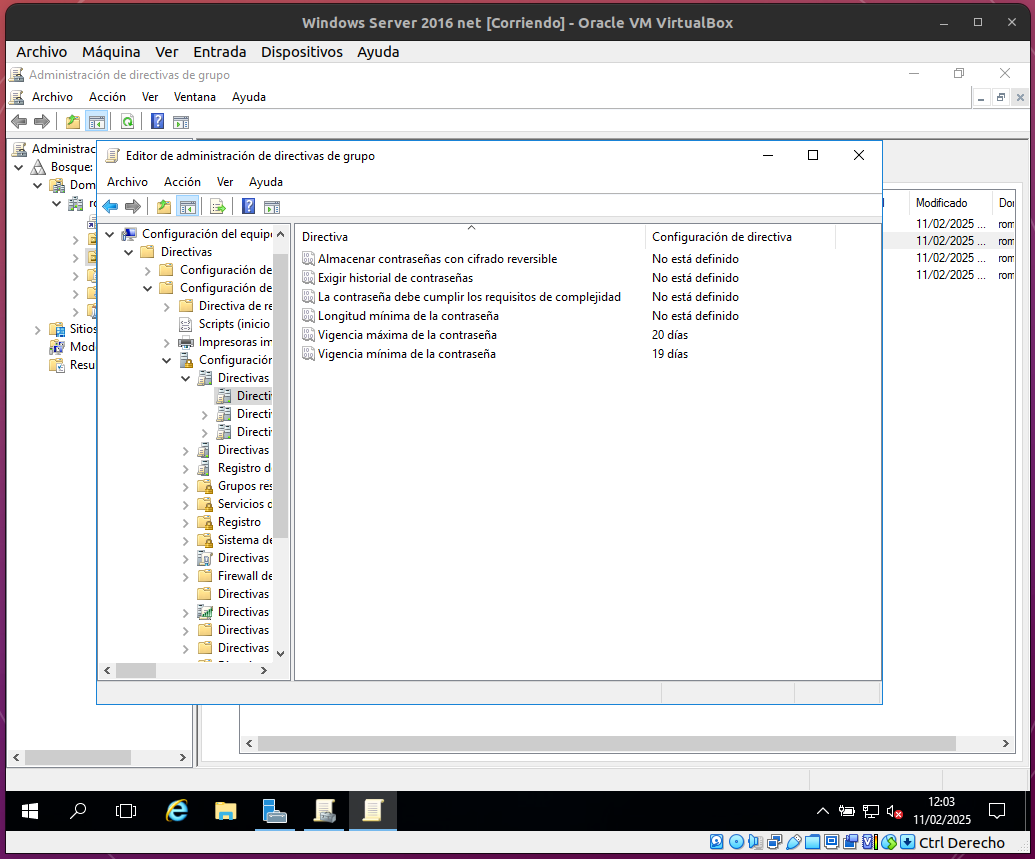 Windows Server 2016 net [Corriendo] - Oracle VM VirtualBox
Archivo Máquina Ver Entrada Dispositivos Ayuda
Administración de directivas de grupo
Archivo Acción Ver Ventana Ayuda
Administrac
Bosque:
Dom
Sitios
Mod
Resu
Modificado Do
11/02/2025 ... rom
11/02/2025 ... rom
11/02/2025 ... rom
11/02/2025 ... rom
Editor de administración de directivas de grupo
Archivo Acción Ver Ayuda
Configuración del equip
Directivas
Configuración de
Configuración de
Directiva de re
Scripts (inicio
Impresoras im
Configuración
Directivas
Directi
Directi
Directi
Directivas
Registro d
Grupos res
Servicios d
Registro
Sistema de
Directivas
Firewall de
Directivas
Directivas
Directivas
Directivas
Directiva Configuración de directiva
Almacenar contraseñas con cifrado reversible No está definido
Exigir historial de contraseñas No está definido
La contraseña debe cumplir los requisitos de complejidad No está definido
Longitud mínima de la contraseña No está definido
Vigencia máxima de la contraseña 20 días
Vigencia mínima de la contraseña 19 días
12:03
11/02/2025
Ctrl Derecho